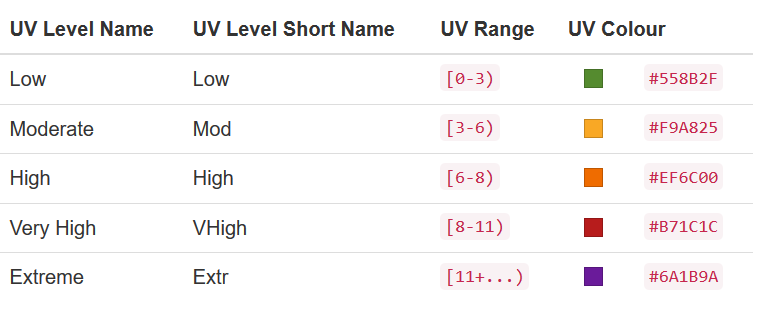 UV Level Name UV Level Short Name UV Range UV Colour
Low Low [0-3) #558B2F
Moderate Mod [3-6) #F9A825
High High [6-8) #EF6C00
Very High VHigh [8-11) #B71C1C
Extreme Extr [11+...) #6A1B9A